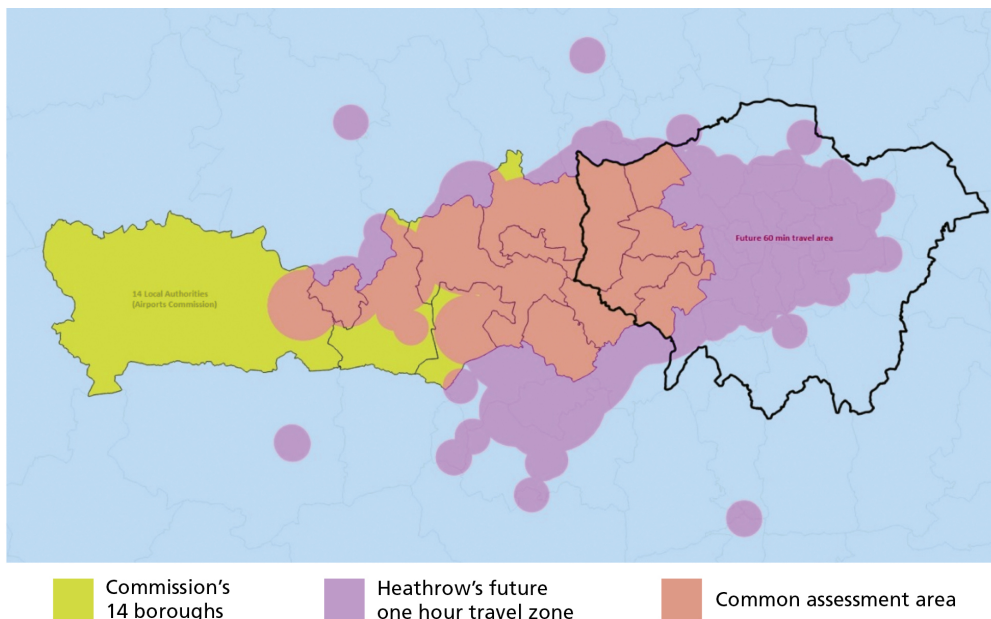 Future 60 min travel area
14 Local Authorities
(Airports Commission)
Commission's
14 boroughs
Heathrow's future
one hour travel zone
Common assessment area